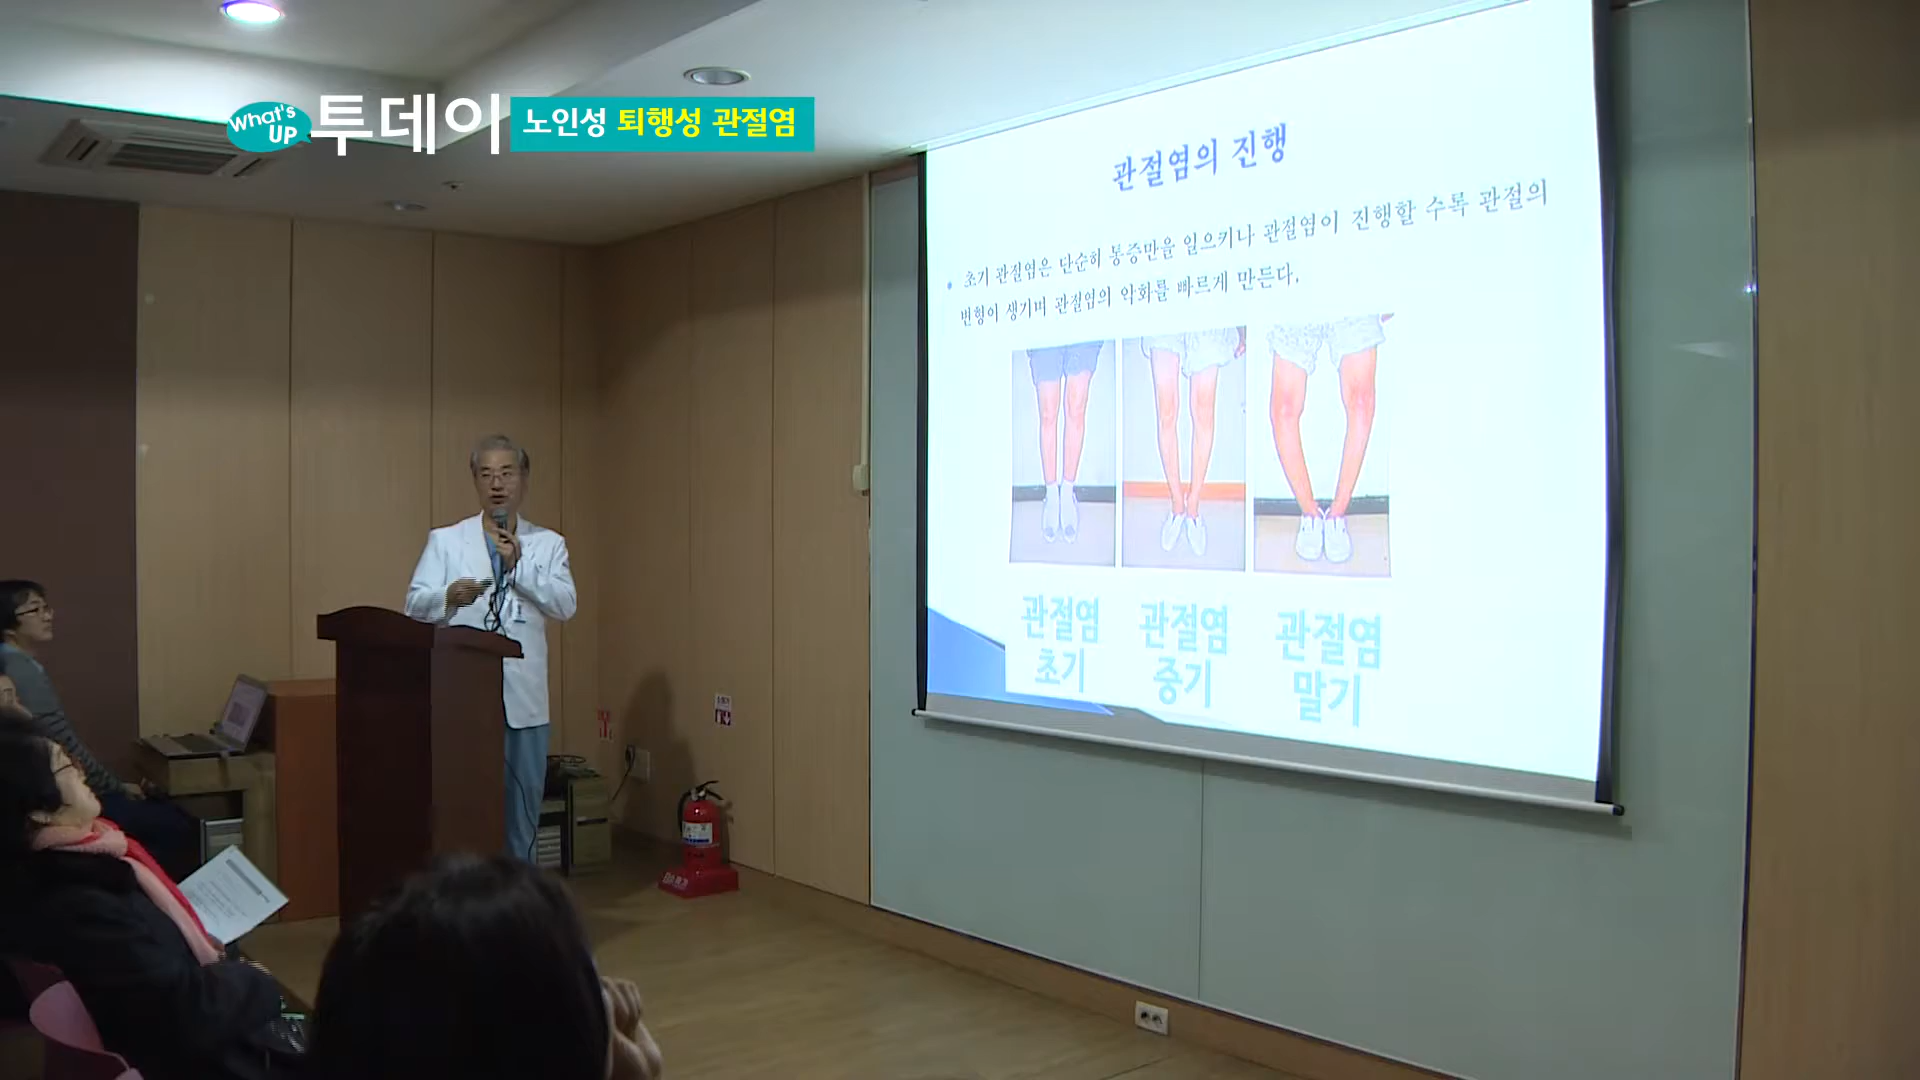 What's
UP
투데이
노인성 퇴행성 관절염
관절염의 진행
• 초기 관절염은 단순히 통증만을 일으키나 관절염이 진행할 수록 관절의
변형이 생기며 관절염의 악화를 빠르게 만든다.
관절염
초기
관절염
중기
관절염
말기